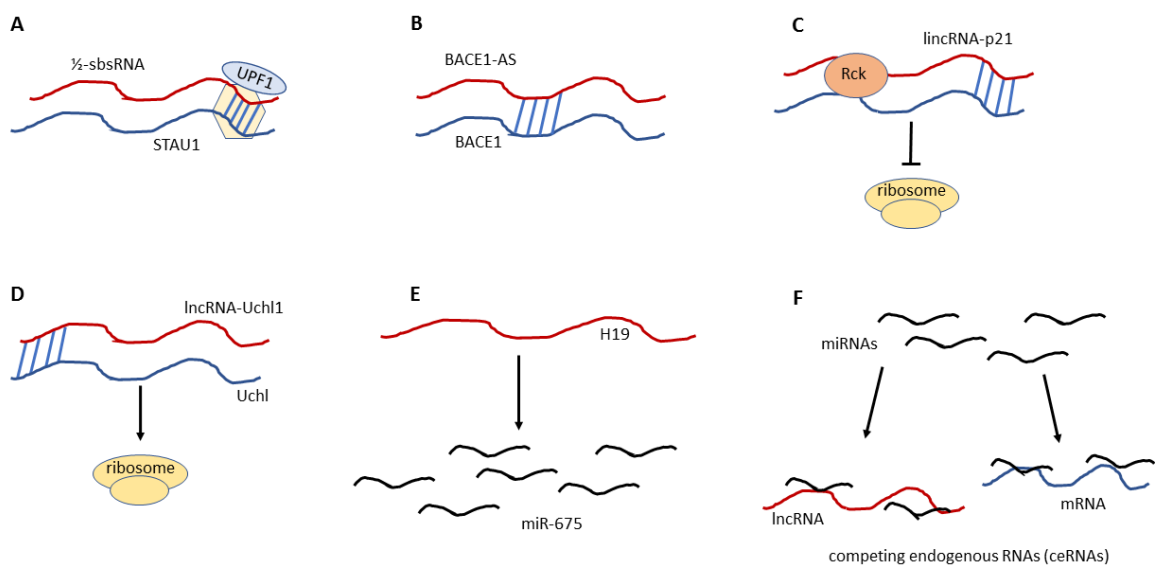 A
½-sbsRNA
UPF1
STAU1
B
BACE1-AS
BACE1
C
lincRNA-p21
Rck
ribosome
D
lncRNA-Uchl1
Uchl
ribosome
E
H19
miR-675
F
miRNAs
lncRNA
mRNA
competing endogenous RNAs (ceRNAs)